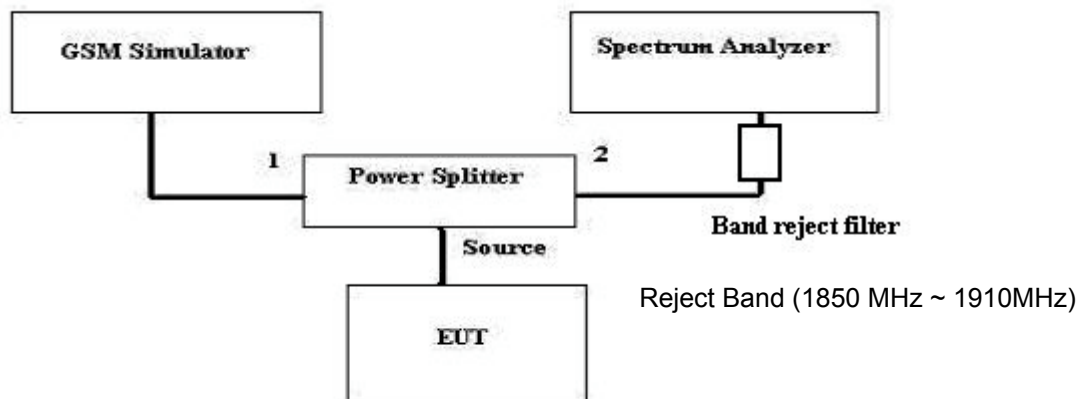 GSM Simulator
Spectrum Analyzer
1
2
Power Splitter
Band reject filter
Source
Reject Band (1850 MHz ~ 1910MHz)
EUT